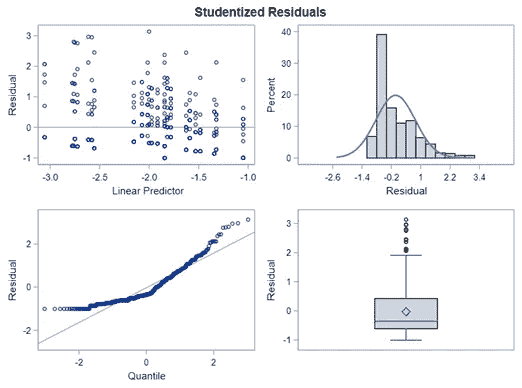 Studentized Residuals
Residual
3
2
1
0
-1
-3.0 -2.5 -2.0 -1.5 -1.0
Linear Predictor
Percent
40
30
20
10
0
-2.6 -1.4 -0.2 1 2.2 3.4
Residual
Residual
2
0
-2
-2 0 2
Quantile
Residual
3
2
1
0
-1